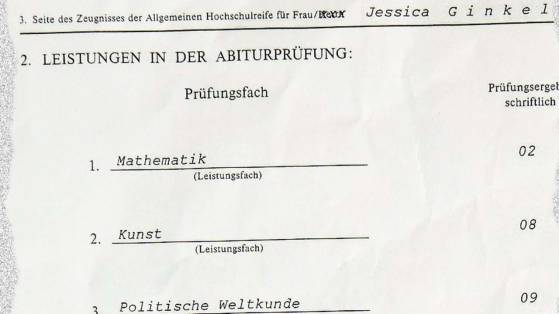 3. Seite des Zeugnisses der Allgemeinen Hochschulreife für Frau/ Jessica Ginkel
2. LEISTUNGEN IN DER ABITURPRÜFUNG:
Prüfungsfach
Prüfungsergel
schriftlich
1. Mathematik 02
(Leistungsfach)
2. Kunst 08
(Leistungsfach)
3. Politische Weltkunde 09